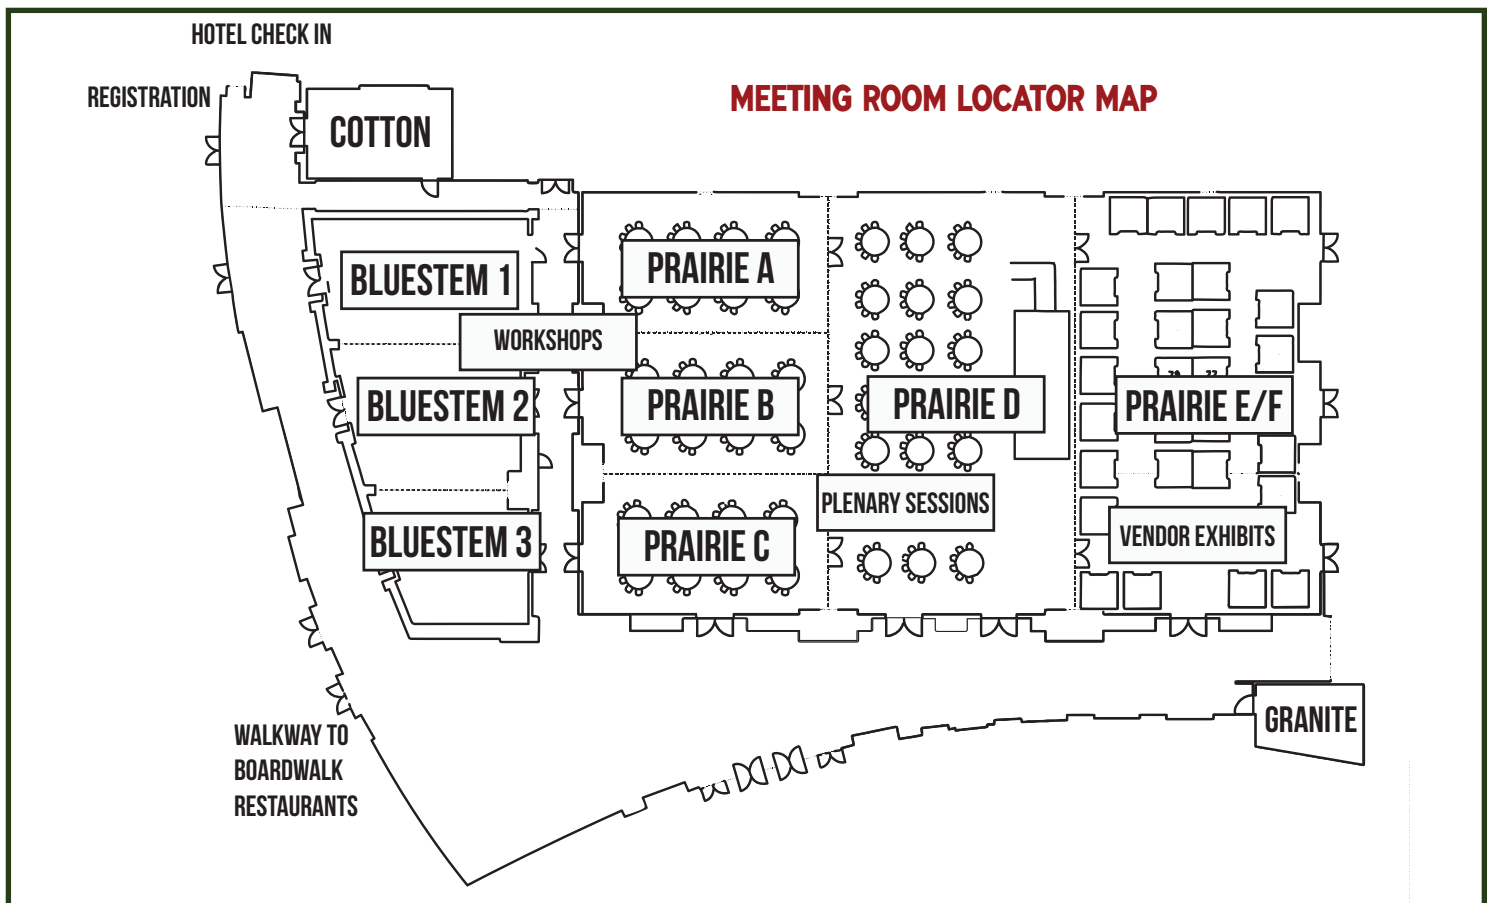 HOTEL CHECK IN
REGISTRATION
MEETING ROOM LOCATOR MAP
COTTON
BLUESTEM 1
PRAIRIE A
WORKSHOPS
BLUESTEM 2
PRAIRIE B
PRAIRIE D
PRAIRIE E/F
PLENARY SESSIONS
BLUESTEM 3
PRAIRIE C
VENDOR EXHIBITS
GRANITE
WALKWAY TO
BOARDWALK
RESTAURANTS